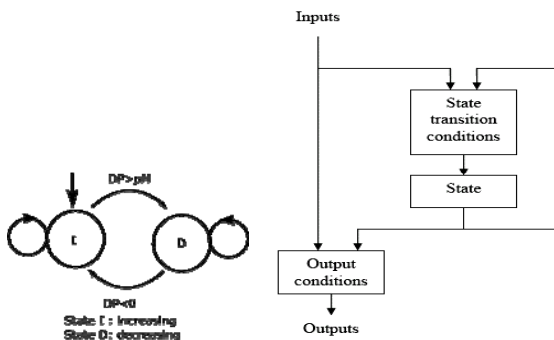 Inputs
State
transition
conditions
State
Output
conditions
Outputs
DP>pM
I
D
DP<0
State I : increasing
State D: decreasing